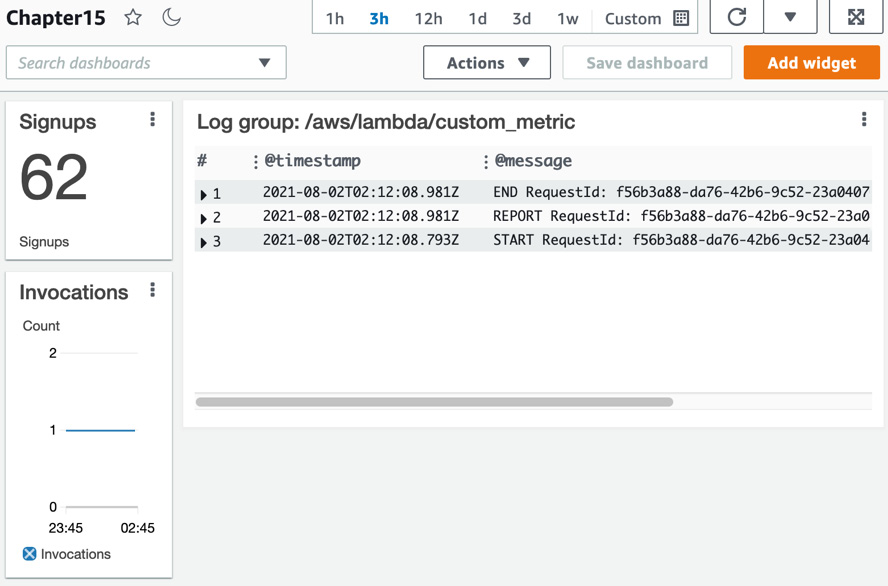 Chapter15
1h 3h 12h 1d 3d 1w Custom
Search dashboards
Actions
Save dashboard
Add widget
Signups
62
Signups
Log group: /aws/lambda/custom_metric
# @timestamp @message
1 2021-08-02T02:12:08.981Z END RequestId: f56b3a88-da76-42b6-9c52-23a0407
2 2021-08-02T02:12:08.981Z REPORT RequestId: f56b3a88-da76-42b6-9c52-23a0
3 2021-08-02T02:12:08.793Z START RequestId: f56b3a88-da76-42b6-9c52-23a04
Invocations
Count
2
1
0
23:45 02:45
Invocations